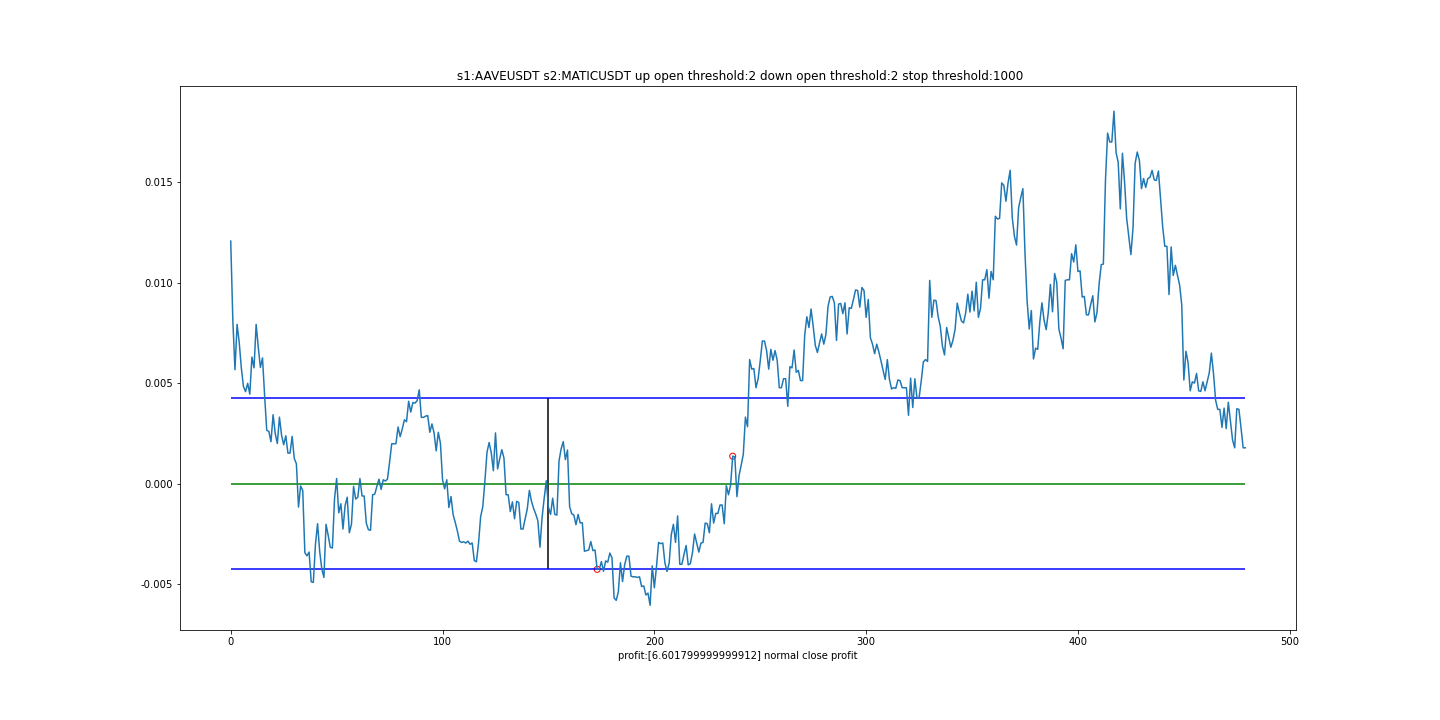 s1:AAVEUSDT s2:MATICUSDT up open threshold:2 down open threshold:2 stop threshold:1000
0.015
0.010
0.005
0.000
-0.005
0 100 200 300 400 500
profit:[6.601799999999912] normal close profit